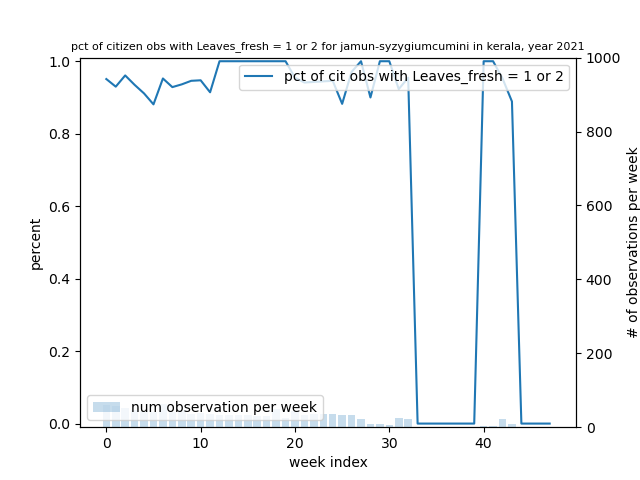 pct of citizen obs with Leaves_fresh = 1 or 2 for jamun-syzygiumcumini in kerala, year 2021
pct of cit obs with Leaves_fresh = 1 or 2
num observation per week
percent
1.0
0.8
0.6
0.4
0.2
0.0
1000
800
600
400
200
0
# of observations per week
0 10 20 30 40
week index